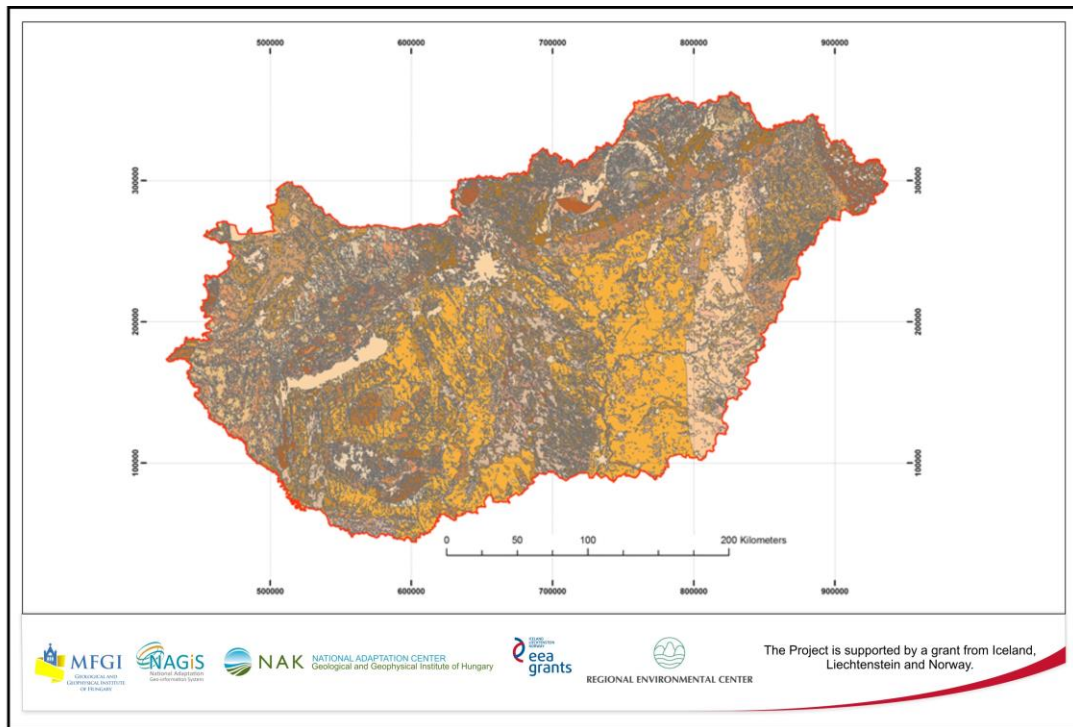 500000 600000 700000 800000 900000
300000 300000
200000 200000
100000 100000
0 50 100 200 Kilometers
500000 600000 700000 800000 900000
MFGI
GEOLOGICAL AND
GEOPHYSICAL INSTITUTE
OF HUNGARY
NAGiS
National Adaptation
Geo-information System
NAK
NATIONAL ADAPTATION CENTER
Geological and Geophysical Institute of Hungary
ICELAND
LIECHTENSTEIN
NORWAY
eea
grants
REGIONAL ENVIRONMENTAL CENTER
The Project is supported by a grant from Iceland,
Liechtenstein and Norway.